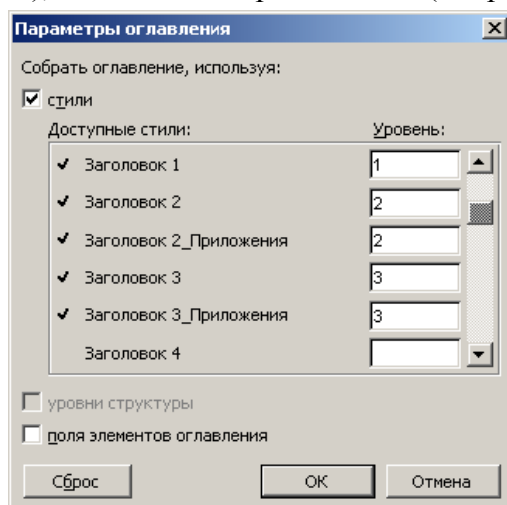 Параметры оглавления
Собрать оглавление, используя:
стили
Доступные стили: Уровень:
Заголовок 1 1
Заголовок 2 2
Заголовок 2_Приложения 2
Заголовок 3 3
Заголовок 3_Приложения 3
Заголовок 4
уровни структуры
поля элементов оглавления
Сброс ОК Отмена